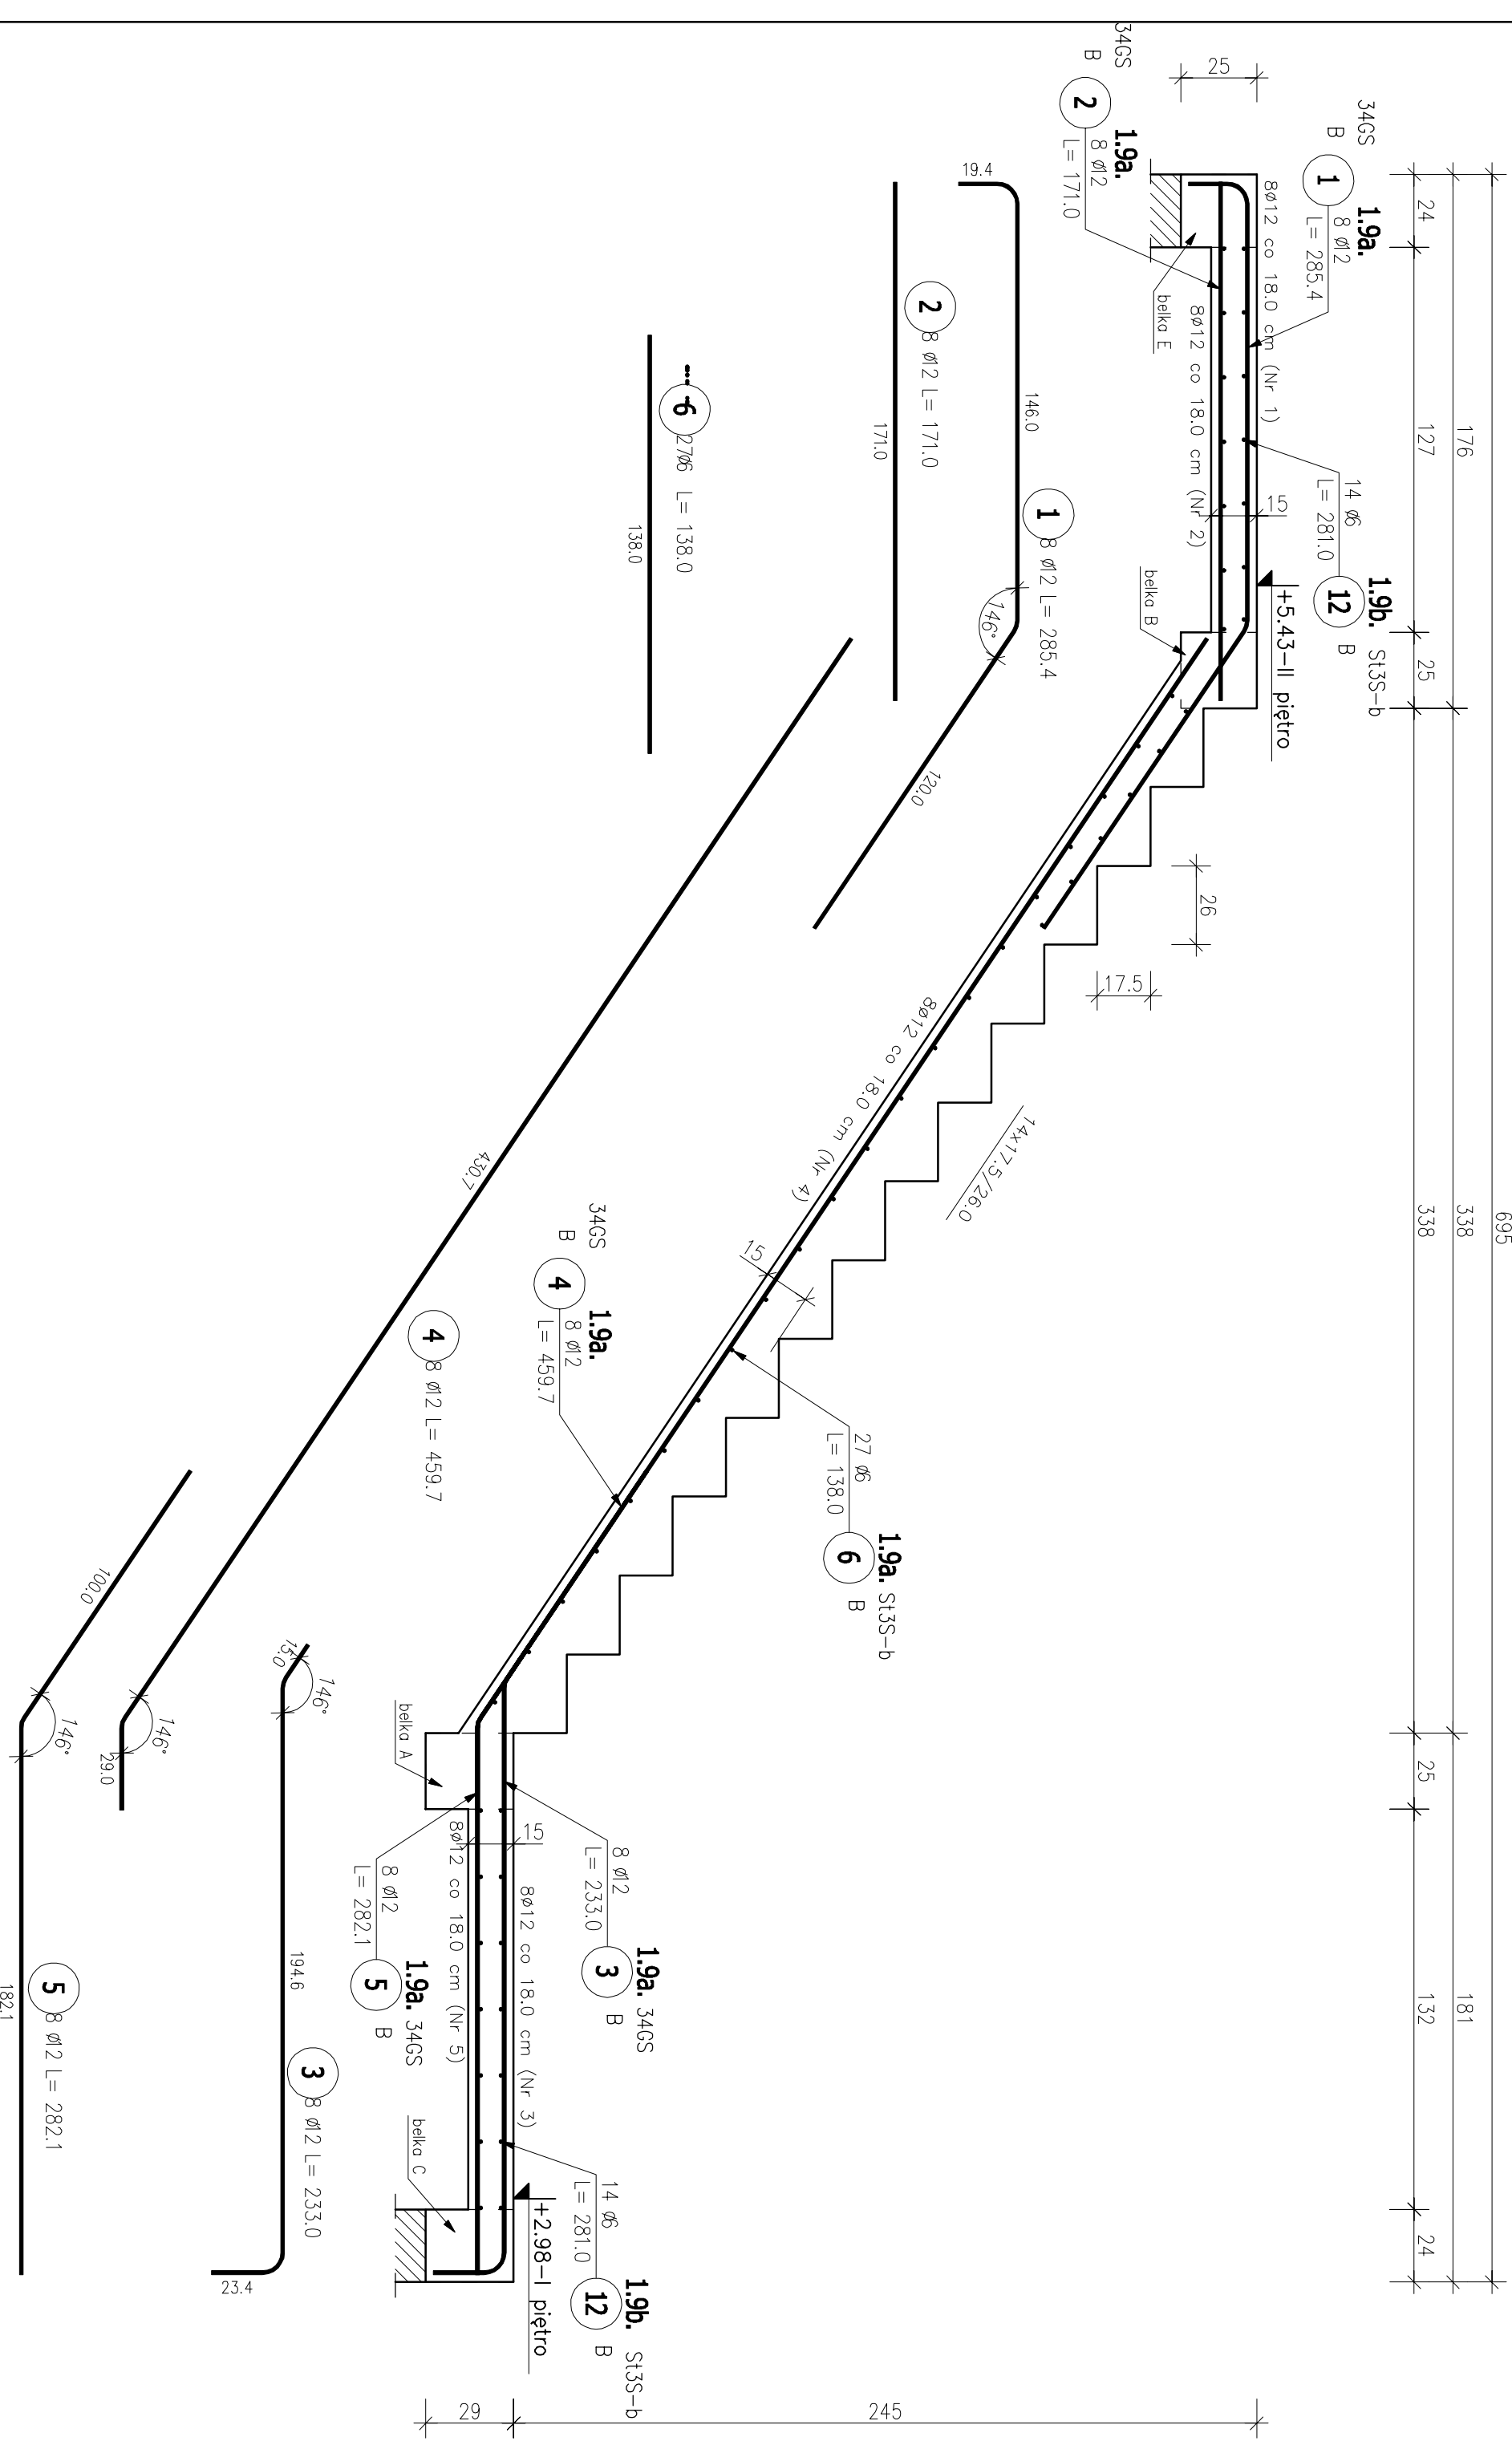 695
176
338
181
24
127
25
338
25
132
24
34GS
B
1
1.9a.
8 Ø12
L= 285.4
14 Ø6
L= 281.0
12
1.9b.
St3S-b
B
+5.43-II piętro
25
34GS
B
2
1.9a.
8 Ø12
L= 171.0
8ø12 co 18.0 cm (Nr 1)
8ø12 co 18.0 cm (Nr 2)
15
belka E
belka B
26
17.5
14x17.5/26.0
8ø12 co 18.0 cm (Nr 4)
15
19.4
146.0
1
8 Ø12 L= 285.4
146°
120.0
2
8 Ø12 L= 171.0
171.0
6
27Ø6 L= 138.0
138.0
27 Ø6
L= 138.0
6
1.9a.
St3S-b
B
34GS
B
4
1.9a.
8 Ø12
L= 459.7
430.7
4
8 Ø12 L= 459.7
146°
29.0
belka A
15
8 Ø12
L= 233.0
3
1.9a.
34GS
B
8ø12 co 18.0 cm (Nr 3)
8ø12 co 18.0 cm (Nr 5)
8 Ø12
L= 282.1
5
1.9a.
34GS
B
belka C
14 Ø6
L= 281.0
12
1.9b.
St3S-b
B
+2.98-I piętro
29
245
15.0
146°
194.6
3
8 Ø12 L= 233.0
23.4
100.0
146°
182.1
5
8 Ø12 L= 282.1